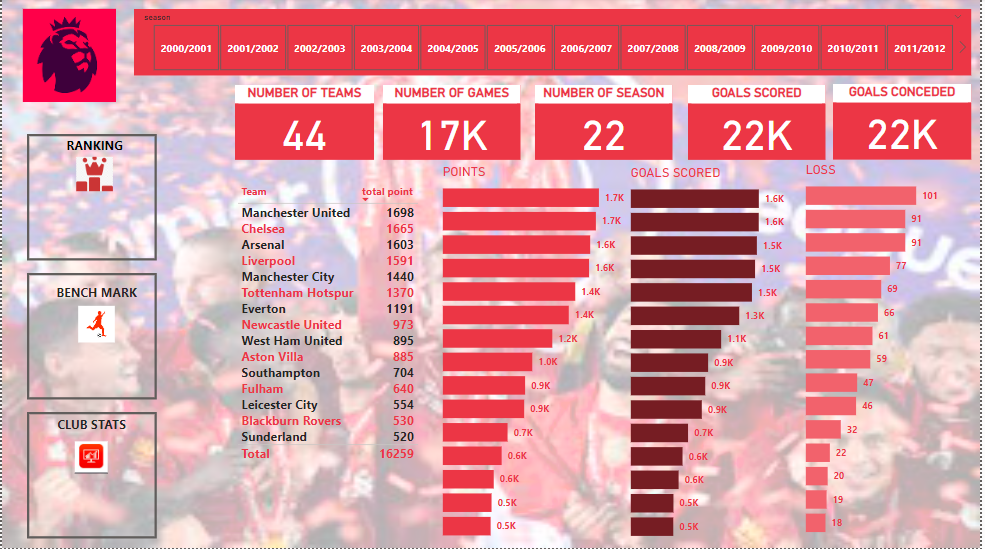 season
2000/2001 2001/2002 2002/2003 2003/2004 2004/2005 2005/2006 2006/2007 2007/2008 2008/2009 2009/2010 2010/2011 2011/2012
NUMBER OF TEAMS NUMBER OF GAMES NUMBER OF SEASON GOALS SCORED GOALS CONCEDED
44 17K 22 22K 22K
RANKING
BENCH MARK
CLUB STATS
Team total point
Manchester United 1698
Chelsea 1665
Arsenal 1603
Liverpool 1591
Manchester City 1440
Tottenham Hotspur 1370
Everton 1191
Newcastle United 973
West Ham United 895
Aston Villa 885
Southampton 704
Fulham 640
Leicester City 554
Blackburn Rovers 530
Sunderland 520
Total 16259
POINTS
1.7K
1.7K
1.6K
1.6K
1.4K
1.4K
1.2K
1.0K
0.9K
0.9K
0.7K
0.6K
0.6K
0.5K
0.5K
GOALS SCORED
1.6K
1.6K
1.5K
1.5K
1.5K
1.3K
1.1K
0.9K
0.9K
0.9K
0.7K
0.6K
0.6K
0.5K
0.5K
LOSS
101
91
91
77
69
66
61
59
47
46
32
22
20
19
18